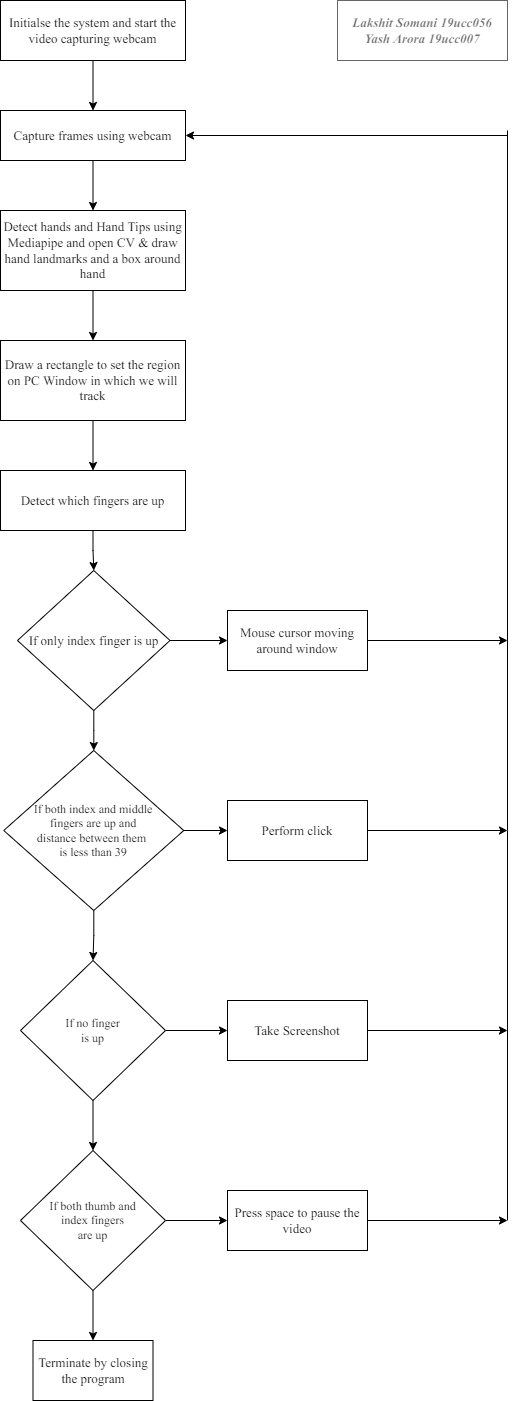 Initialse the system and start the
video capturing webcam
Lakshit Somani 19ucc056
Yash Arora 19ucc007
Capture frames using webcam
Detect hands and Hand Tips using
Mediapipe and open CV & draw
hand landmarks and a box around
hand
Draw a rectangle to set the region
on PC Window in which we will
track
Detect which fingers are up
If only index finger is up
Mouse cursor moving
around window
If both index and middle
fingers are up and
distance between them
is less than 39
Perform click
If no finger
is up
Take Screenshot
If both thumb and
index fingers
are up
Press space to pause the
video
Terminate by closing
the program